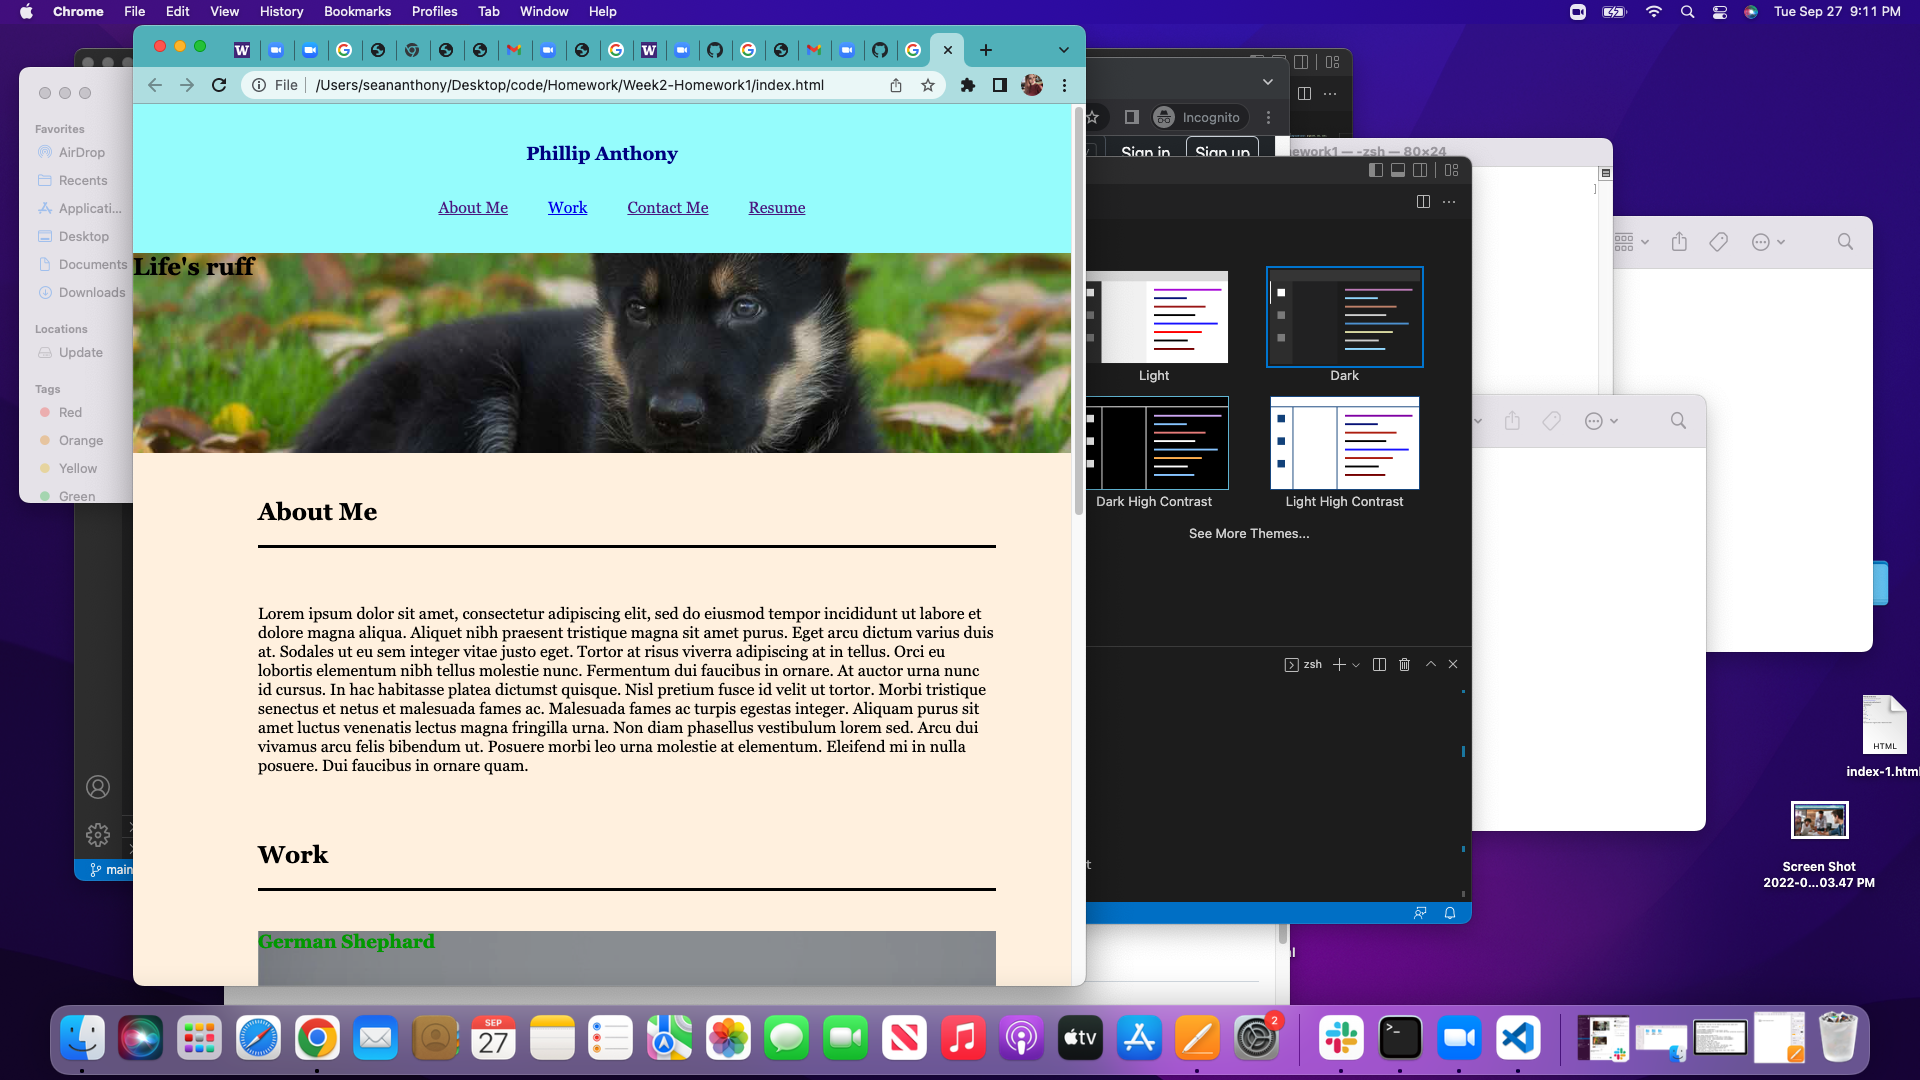 Chrome File Edit View History Bookmarks Profiles Tab Window Help
Tue Sep 27 9:11 PM
File /Users/seananthony/Desktop/code/Homework/Week2-Homework1/index.html
Favorites
AirDrop
Recents
Applicati...
Desktop
Documents
Downloads
Locations
Update
Tags
Red
Orange
Yellow
Green
main
Phillip Anthony
About Me Work Contact Me Resume
Life's ruff
About Me
Lorem ipsum dolor sit amet, consectetur adipiscing elit, sed do eiusmod tempor incididunt ut labore et
dolore magna aliqua. Aliquet nibh praesent tristique magna sit amet purus. Eget arcu dictum varius duis
at. Sodales ut eu sem integer vitae justo eget. Tortor at risus viverra adipiscing at in tellus. Orci eu
lobortis elementum nibh tellus molestie nunc. Fermentum dui faucibus in ornare. At auctor urna nunc
id cursus. In hac habitasse platea dictumst quisque. Nisl pretium fusce id velit ut tortor. Morbi tristique
senectus et netus et malesuada fames ac. Malesuada fames ac turpis egestas integer. Aliquam purus sit
amet luctus venenatis lectus magna fringilla urna. Non diam phasellus vestibulum lorem sed. Arcu dui
vivamus arcu felis bibendum ut. Posuere morbi leo urna molestie at elementum. Eleifend mi in nulla
posuere. Dui faucibus in ornare quam.
Work
German Shephard
Incognito
Sign in Sign up
ework1 — -zsh — 80×24
Light
Dark
Dark High Contrast
Light High Contrast
See More Themes...
zsh
HTML
index-1.html
Screen Shot
2022-0...03.47 PM
SEP
27
tv
2